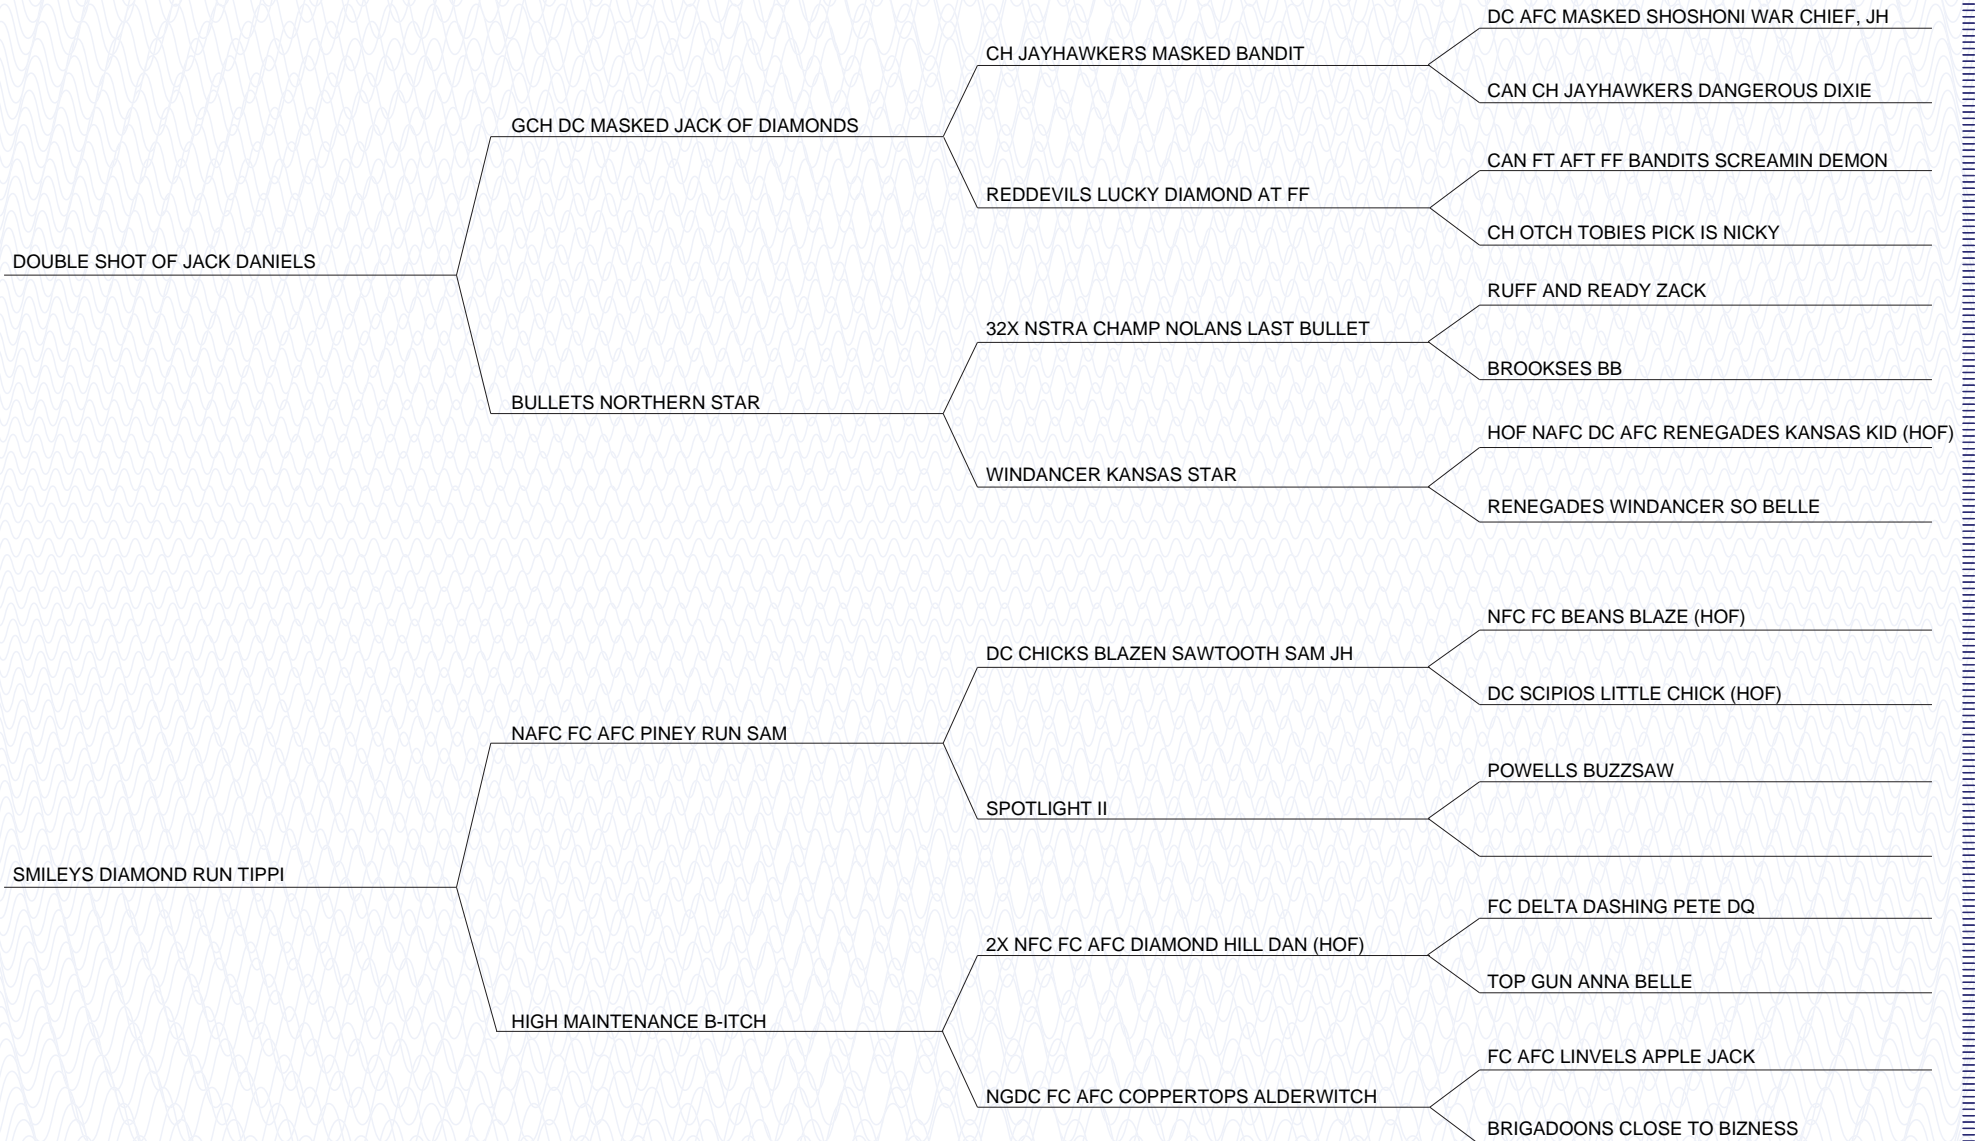 DC AFC MASKED SHOSHONI WAR CHIEF, JH
CH JAYHAWKERS MASKED BANDIT
CAN CH JAYHAWKERS DANGEROUS DIXIE
GCH DC MASKED JACK OF DIAMONDS
CAN FT AFT FF BANDITS SCREAMIN DEMON
REDDEVILS LUCKY DIAMOND AT FF
CH OTCH TOBIES PICK IS NICKY
DOUBLE SHOT OF JACK DANIELS
RUFF AND READY ZACK
32X NSTRA CHAMP NOLANS LAST BULLET
BROOKSES BB
BULLETS NORTHERN STAR
HOF NAFC DC AFC RENEGADES KANSAS KID (HOF)
WINDANCER KANSAS STAR
RENEGADES WINDANCER SO BELLE
NFC FC BEANS BLAZE (HOF)
DC CHICKS BLAZEN SAWTOOTH SAM JH
DC SCIPIOS LITTLE CHICK (HOF)
NAFC FC AFC PINEY RUN SAM
POWELLS BUZZSAW
SPOTLIGHT II
SMILEYS DIAMOND RUN TIPPI
FC DELTA DASHING PETE DQ
2X NFC FC AFC DIAMOND HILL DAN (HOF)
TOP GUN ANNA BELLE
HIGH MAINTENANCE B-ITCH
FC AFC LINVELS APPLE JACK
NGDC FC AFC COPPERTOPS ALDERWITCH
BRIGADOONS CLOSE TO BIZNESS